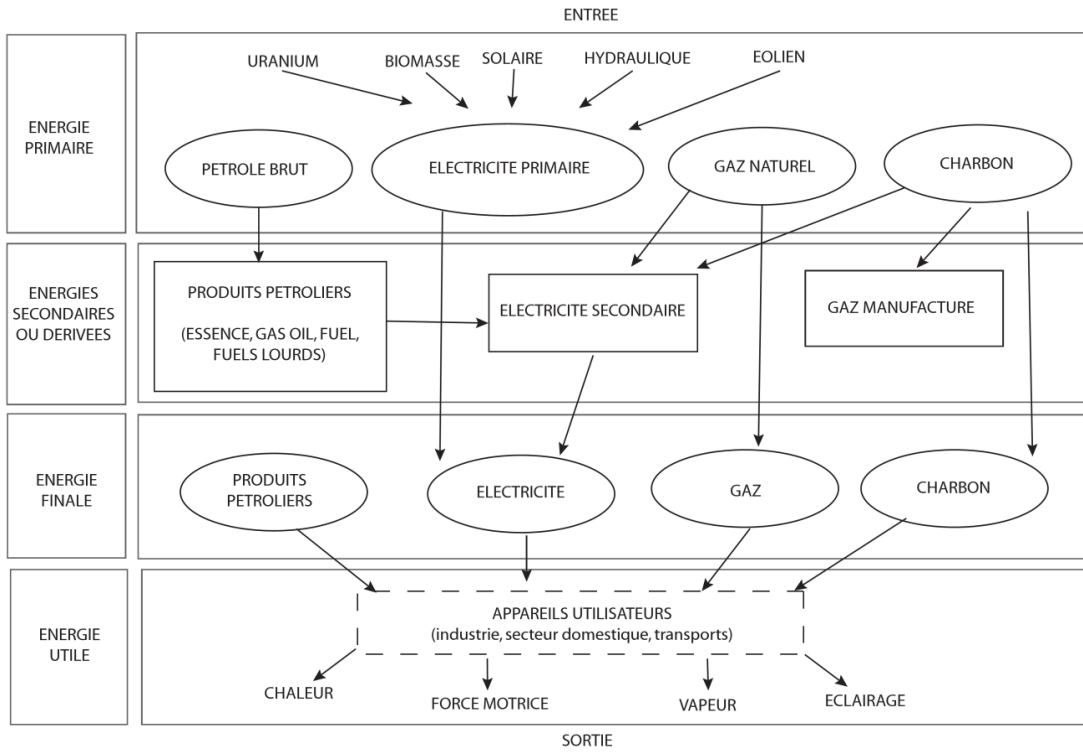 ENTREE
ENERGIE
PRIMAIRE
URANIUM
BIOMASSE
SOLAIRE
HYDRAULIQUE
EOLIEN
PETROLE BRUT
ELECTRICITE PRIMAIRE
GAZ NATUREL
CHARBON
ENERGIES
SECONDAIRES
OU DERIVEES
PRODUITS PETROLIERS
(ESSENCE, GAS OIL, FUEL,
FUELS LOURDS)
ELECTRICITE SECONDAIRE
GAZ MANUFACTURE
ENERGIE
FINALE
PRODUITS
PETROLIERS
ELECTRICITE
GAZ
CHARBON
ENERGIE
UTILE
APPAREILS UTILISATEURS
(industrie, secteur domestique, transports)
CHALEUR
FORCE MOTRICE
VAPEUR
ECLAIRAGE
SORTIE